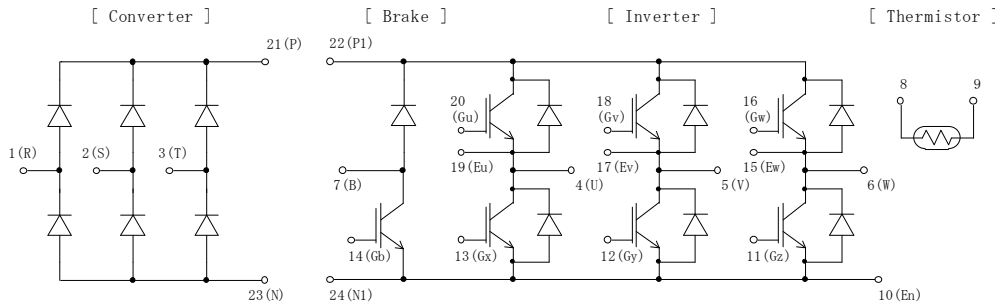 [ Converter ]
[ Brake ]
[ Inverter ]
[ Thermistor ]
21(P)
22(P1)
20
(Gu)
18
(Gv)
16
(Gw)
8
9
1(R)
2(S)
3(T)
7(B)
19(Eu)
4(U)
17(Ev)
5(V)
15(Ew)
6(W)
14(Gb)
13(Gx)
12(Gy)
11(Gz)
23(N)
24(N1)
10(En)